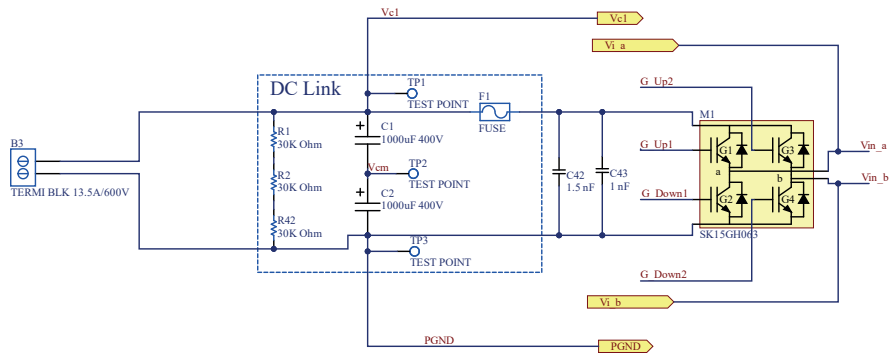 Vc1
Vc1
Vi_a
DC Link
TP1
TEST POINT
F1
FUSE
G_Up2
M1
B3
TERMI BLK 13.5A/600V
R1
30K Ohm
C1
1000uF 400V
G_Up1
G1
G3
Vin_a
Vcm
TP2
TEST POINT
C42
1.5 nF
C43
1 nF
a
b
R2
30K Ohm
Vin_b
C2
1000uF 400V
G_Down1
G2
G4
R42
30K Ohm
SK15GH063
TP3
TEST POINT
G_Down2
Vi_b
PGND
PGND